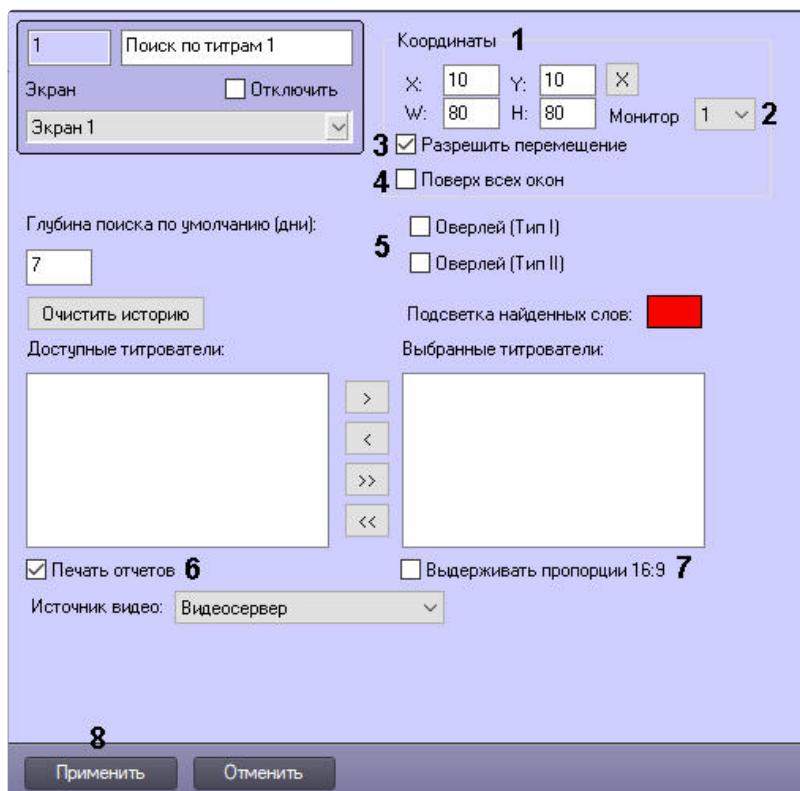 1 Поиск по титрам 1
Экран Отключить
Экран 1
Координаты 1
X: 10 Y: 10 X
W: 80 H: 80 Монитор 1 2
3 Разрешить перемещение
4 Поверх всех окон
Глубина поиска по умолчанию (дни):
7
5 Оверлей (Тип I)
Оверлей (Тип II)
Очистить историю
Подсветка найденных слов:
Доступные титрователи:
Выбранные титрователи:
>
<
>>
<<
Печать отчетов 6
Выдерживать пропорции 16:9 7
Источник видео: Видеосервер
8
Применить Отменить